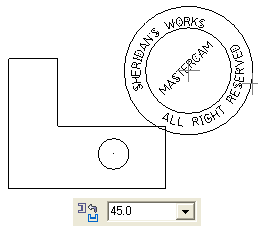 SHERIDAN'S WORKS
MASTERCAM
ALL RIGHT RESERVED
45.0